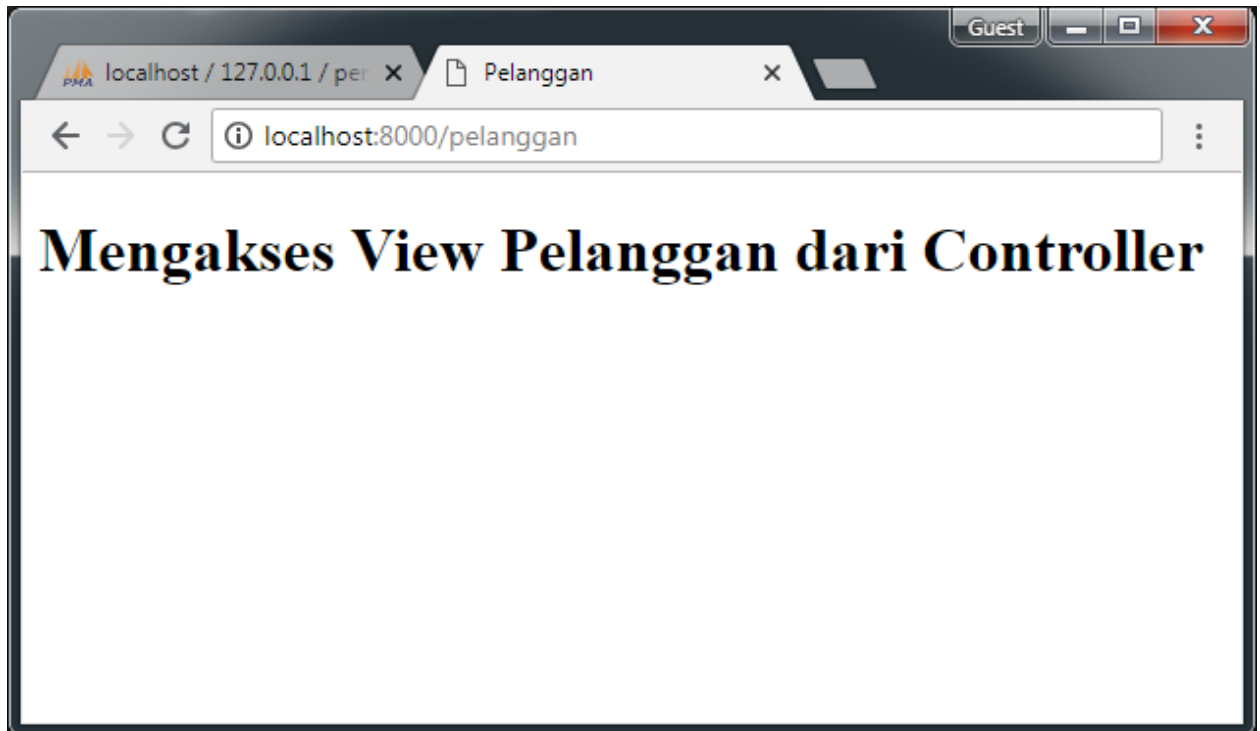 Guest
localhost / 127.0.0.1 / per
Pelanggan
localhost:8000/pelanggan
Mengakses View Pelanggan dari Controller